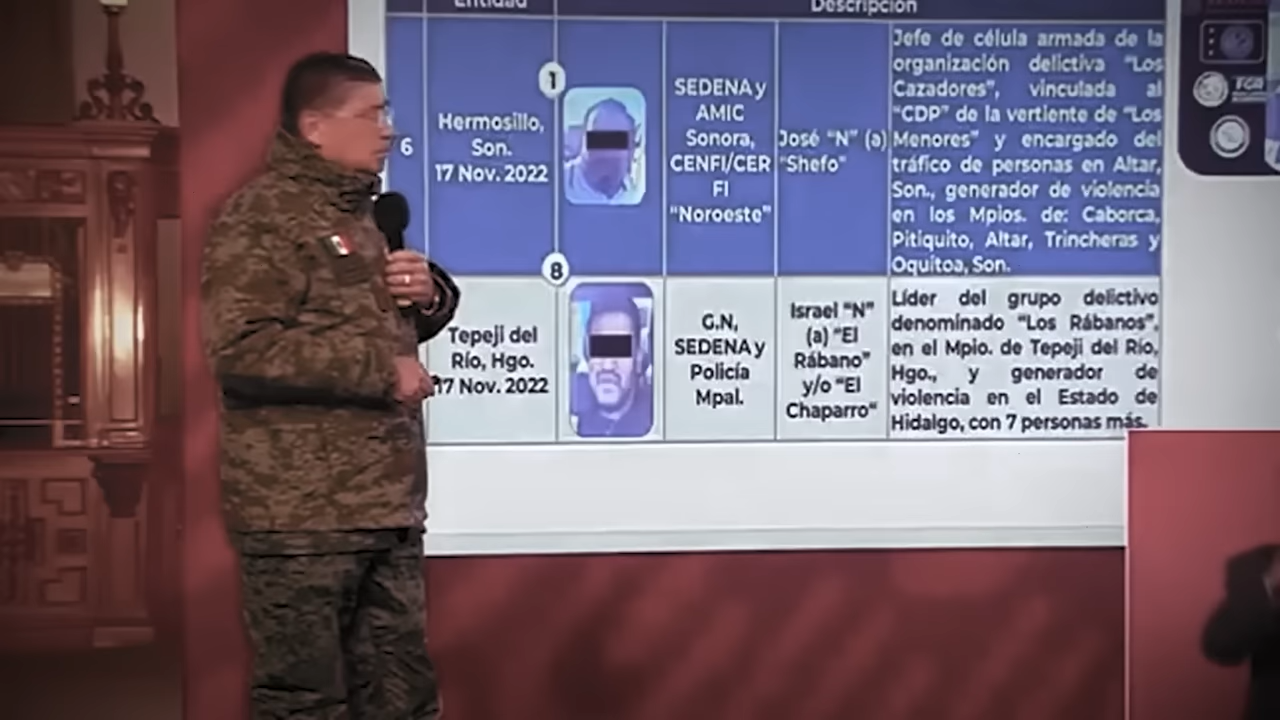 Entidad
Descripción
6
Hermosillo,
Son.
17 Nov. 2022
1
SEDENA y
AMIC
Sonora,
CENFI/CER
FI
"Noroeste"
José "N" (a)
"Shefo"
Jefe de célula armada de la
organización delictiva "Los
Cazadores", vinculada al
"CDP" de la vertiente de "Los
Menores" y encargado del
tráfico de personas en Altar,
Son., generador de violencia
en los Mpios. de: Caborca,
Pitiquito, Altar, Trincheras y
Oquitoa, Son.
Tepeji del
Río, Hgo.
17 Nov. 2022
8
G.N,
SEDENA y
Policía
Mpal.
Israel "N"
(a) "El
Rábano"
y/o "El
Chaparro"
Líder del grupo delictivo
denominado "Los Rábanos",
en el Mpio. de Tepeji del Río,
Hgo., y generador de
violencia en el Estado de
Hidalgo, con 7 personas más.